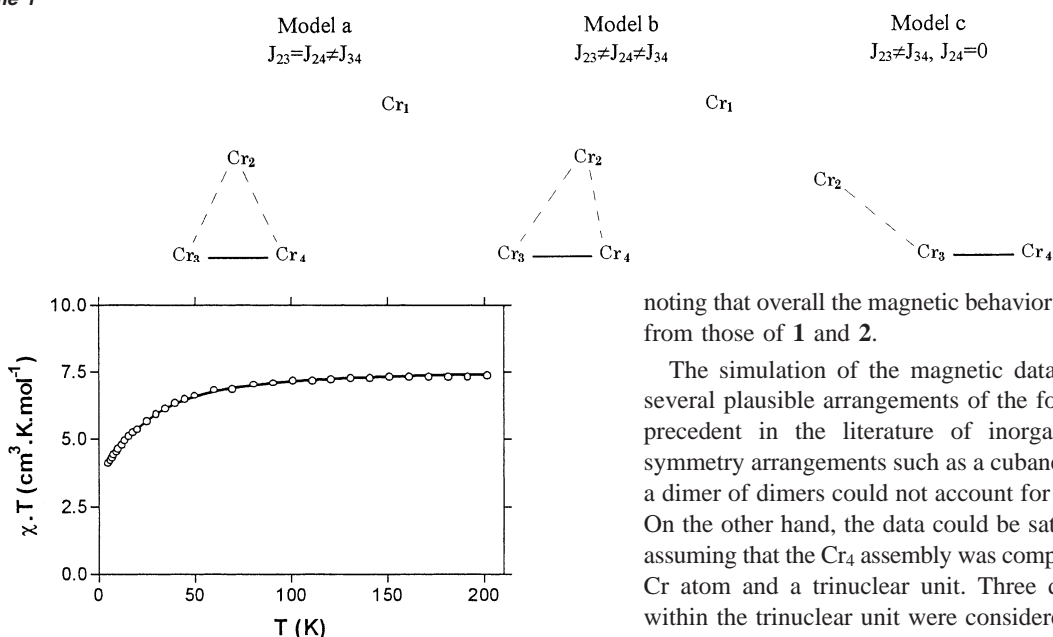 Model a
J₂₃=J₂₄≠J₃₄
Model b
J₂₃≠J₂₄≠J₃₄
Model c
J₂₃≠J₃₄, J₂₄=0
Cr₁
Cr₂
Cr₃
Cr₄
Cr₁
Cr₂
Cr₃
Cr₄
Cr₂
Cr₃
Cr₄
10.0
7.5
5.0
2.5
0.0
χ.T (cm³.K.mol⁻¹)
0
50
100
150
200
T (K)
noting that overall the magnetic behavior
from those of 1 and 2.
The simulation of the magnetic data
several plausible arrangements of the fo
precedent in the literature of inorga
symmetry arrangements such as a cubane
a dimer of dimers could not account for
On the other hand, the data could be sat
assuming that the Cr₄ assembly was comp
Cr atom and a trinuclear unit. Three c
within the trinuclear unit were considere